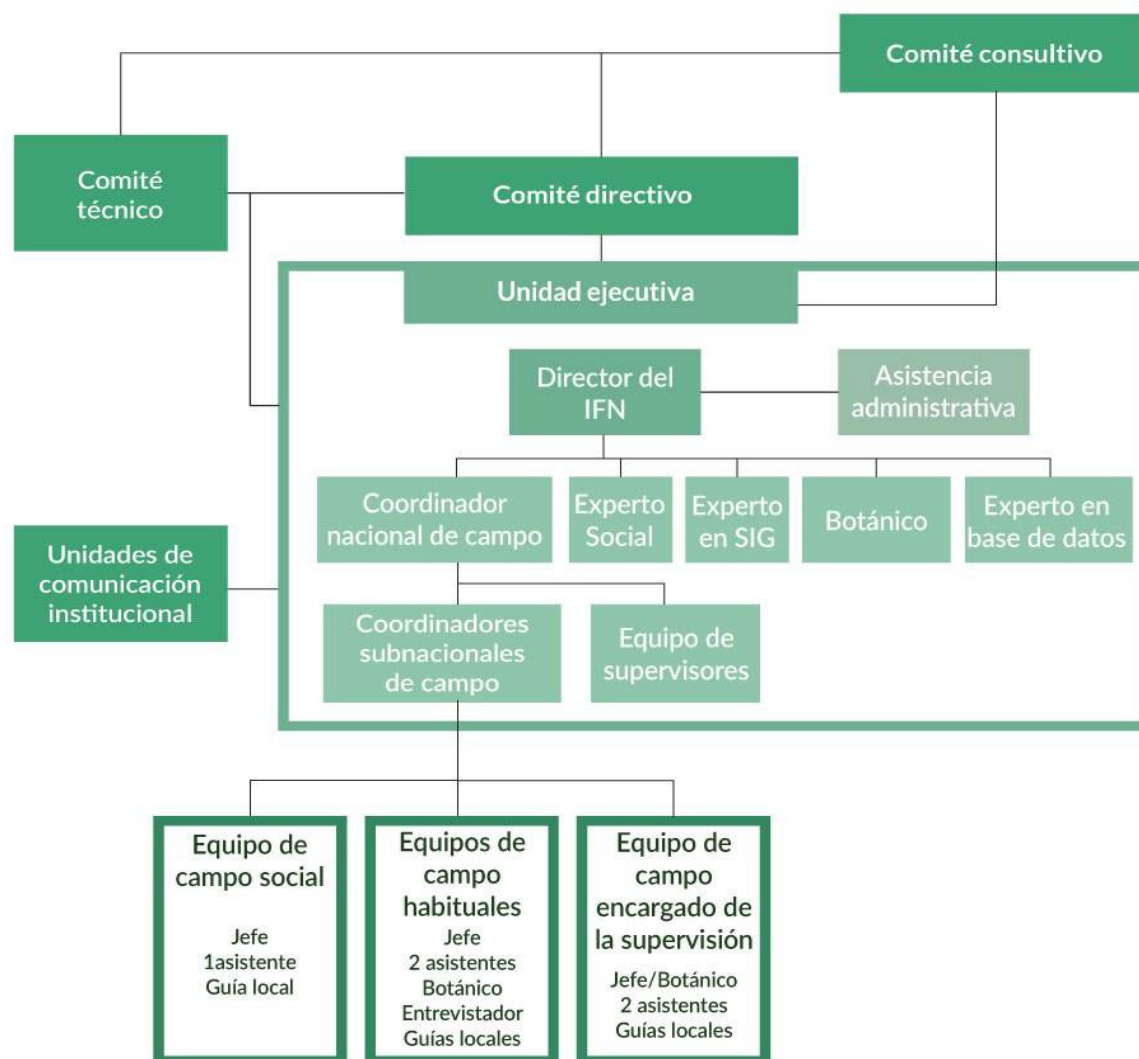 Comité consultivo
Comité
técnico
Comité directivo
Unidad ejecutiva
Director del
IFN
Asistencia
administrativa
Coordinador
nacional de campo
Experto
Social
Experto
en SIG
Botánico
Experto en
base de datos
Unidades de
comunicación
institucional
Coordinadores
subnacionales
de campo
Equipo de
supervisores
Equipo de
campo social
Jefe
1asistente
Guía local
Equipos de
campo
habituales
Jefe
2 asistentes
Botánico
Entrevistador
Guías locales
Equipo de
campo
encargado de
la supervisión
Jefe/Botánico
2 asistentes
Guías locales